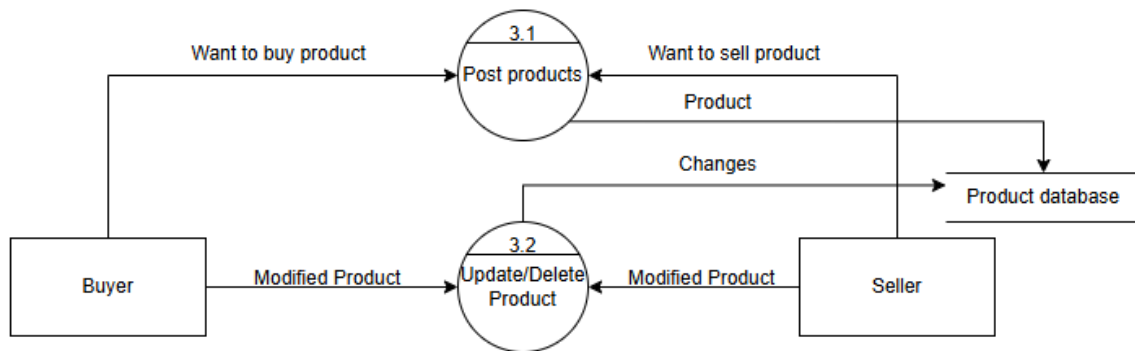 3.1
Want to buy product
Want to sell product
Post products
Product
Changes
Product database
3.2
Buyer
Modified Product
Update/Delete
Product
Modified Product
Seller